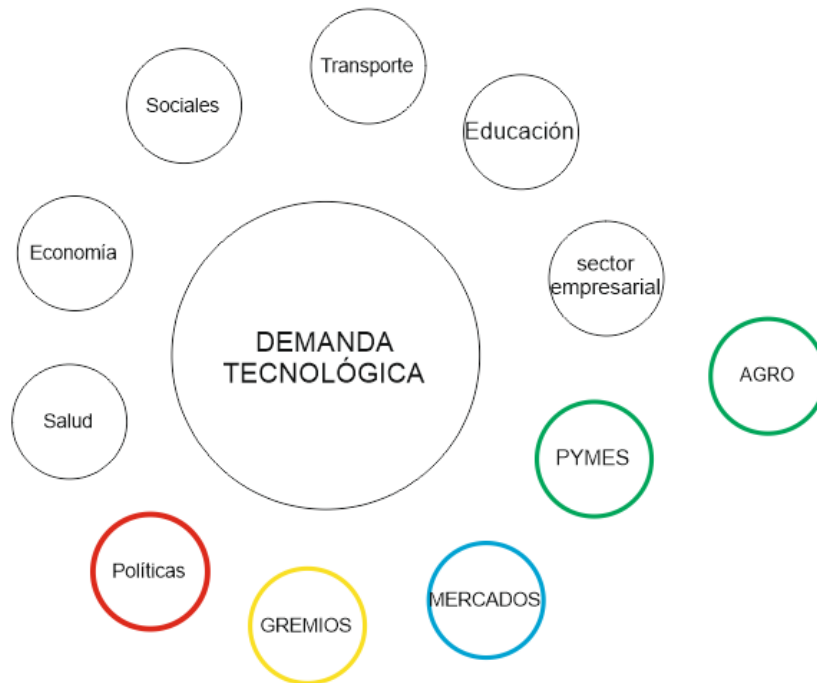 Transporte
Sociales
Educación
Economía
sector
empresarial
DEMANDA
TECNOLÓGICA
AGRO
Salud
PYMES
Políticas
MERCADOS
GREMIOS